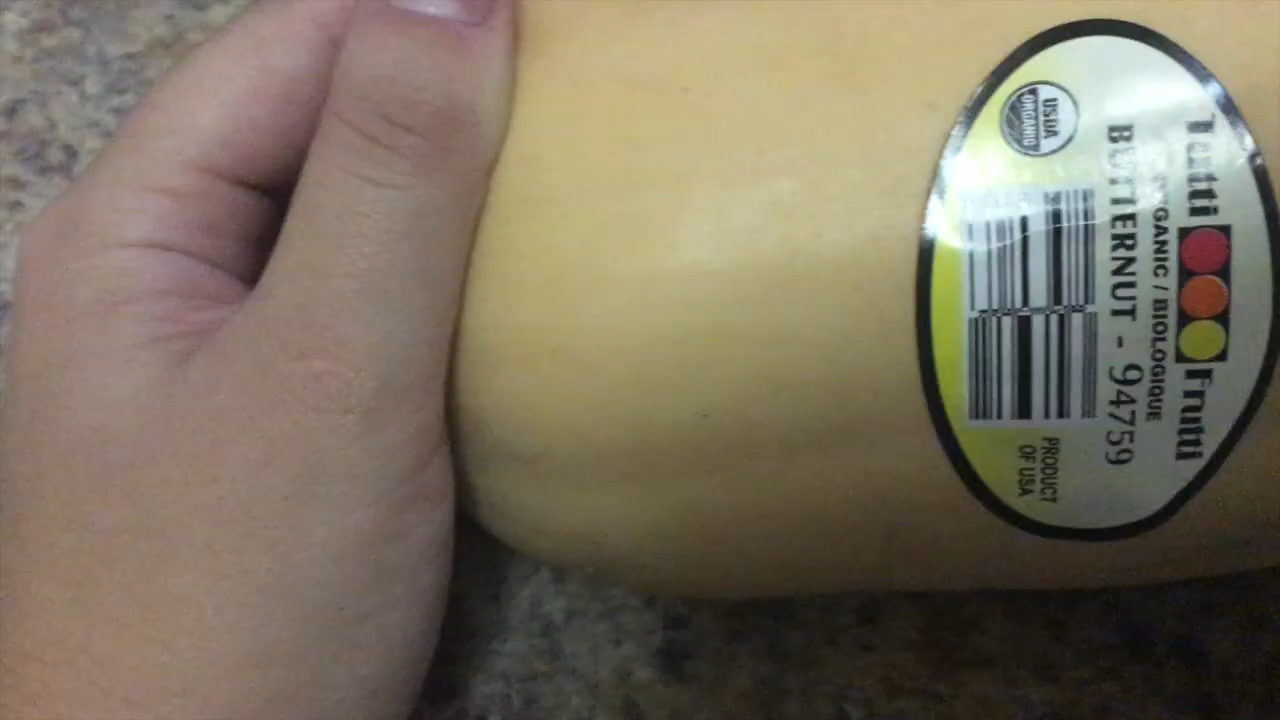 Tutti Frutti
ORGANIC / BIOLOGIQUE
BUTTERNUT - 94759
USDA
ORGANIC
PRODUCT
OF USA